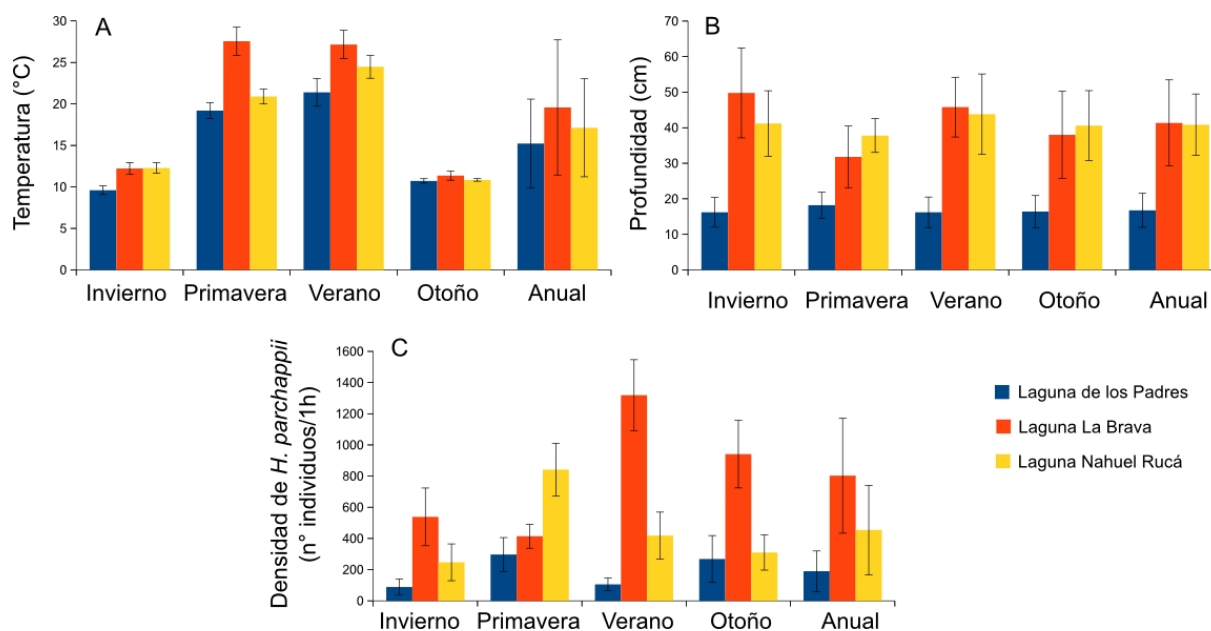 A
Temperatura (°C)
30
25
20
15
10
5
0
Invierno Primavera Verano Otoño Anual
B
Profundidad (cm)
70
60
50
40
30
20
10
0
Invierno Primavera Verano Otoño Anual
C
Densidad de H. parchappii
(n° individuos/1h)
1600
1400
1200
1000
800
600
400
200
0
Invierno Primavera Verano Otoño Anual
Laguna de los Padres
Laguna La Brava
Laguna Nahuel Rucá